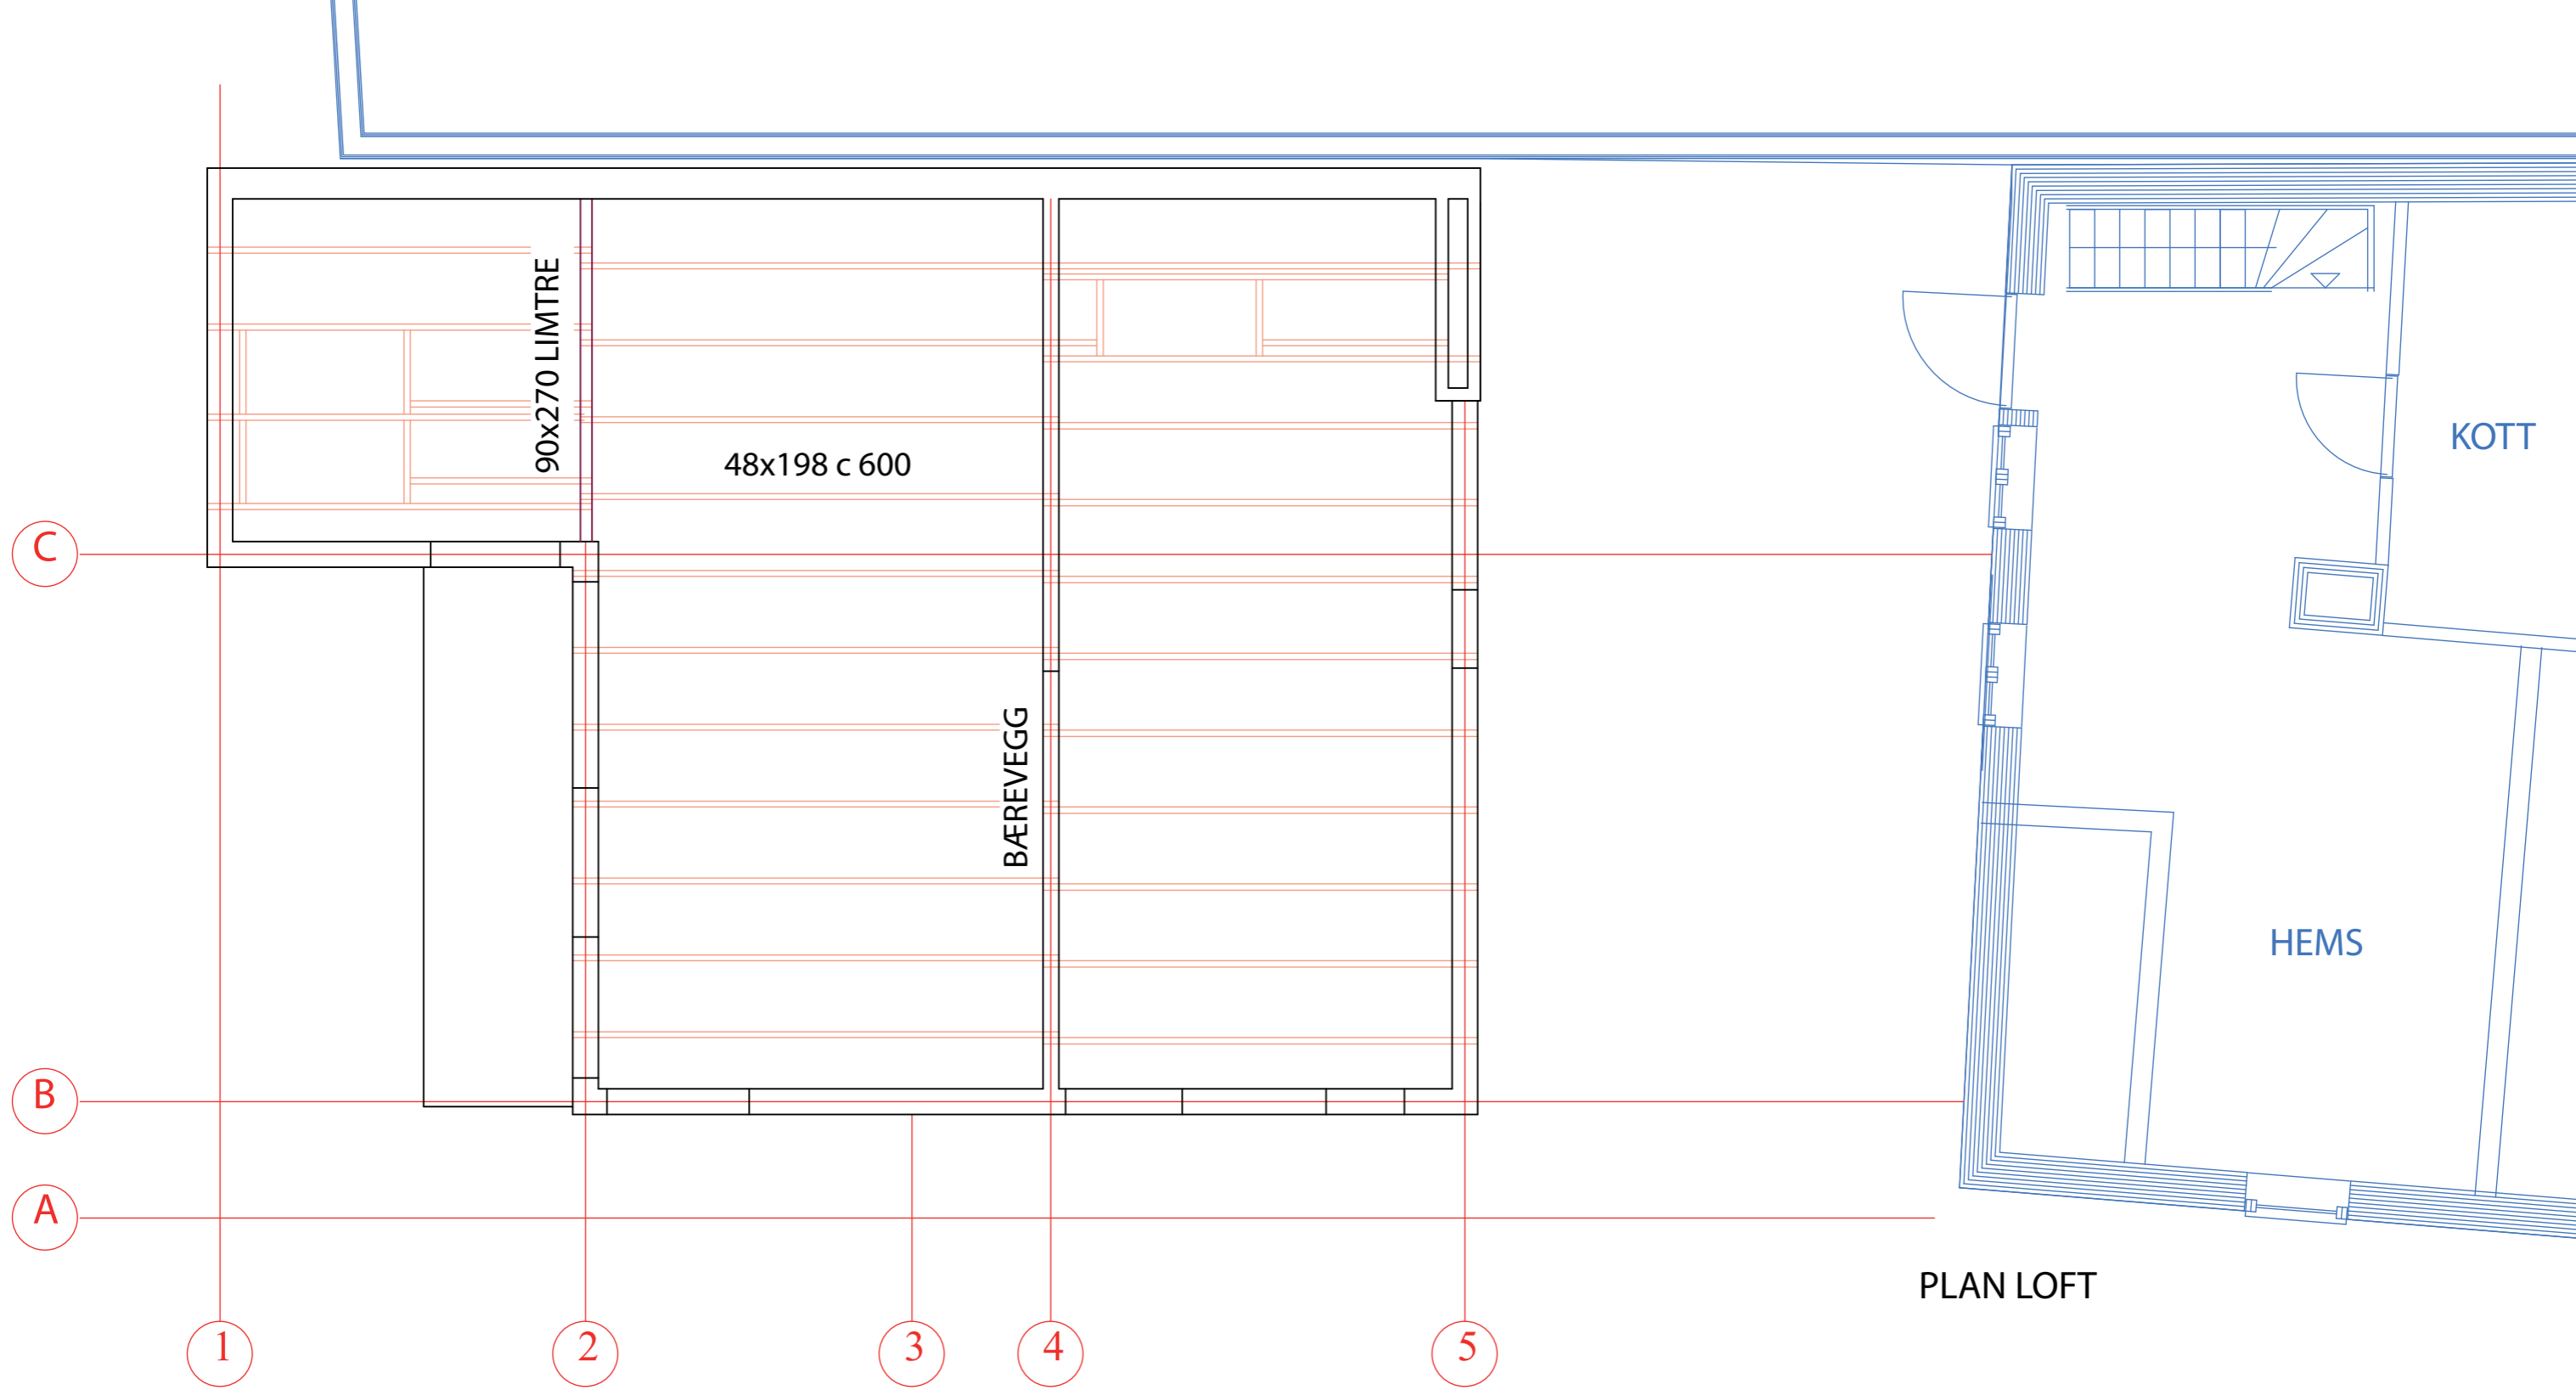 90x270 LIMTRE
48x198 c 600
KOTT
C
BÆREVEGG
HEMS
B
A
PLAN LOFT
1
2
3
4
5